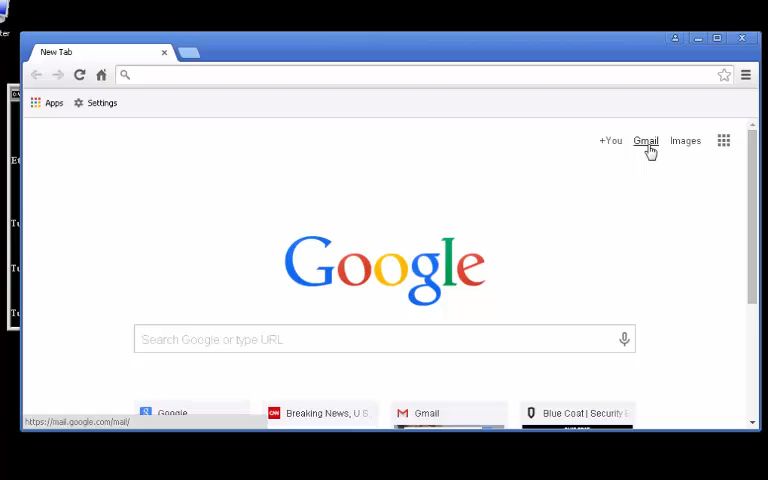 ter
New Tab
Apps
Settings
+You
Gmail
Images
Google
Search Google or type URL
Google
Breaking News, U S
Gmail
Blue Coat | Security E
https://mail.google.com/mail/